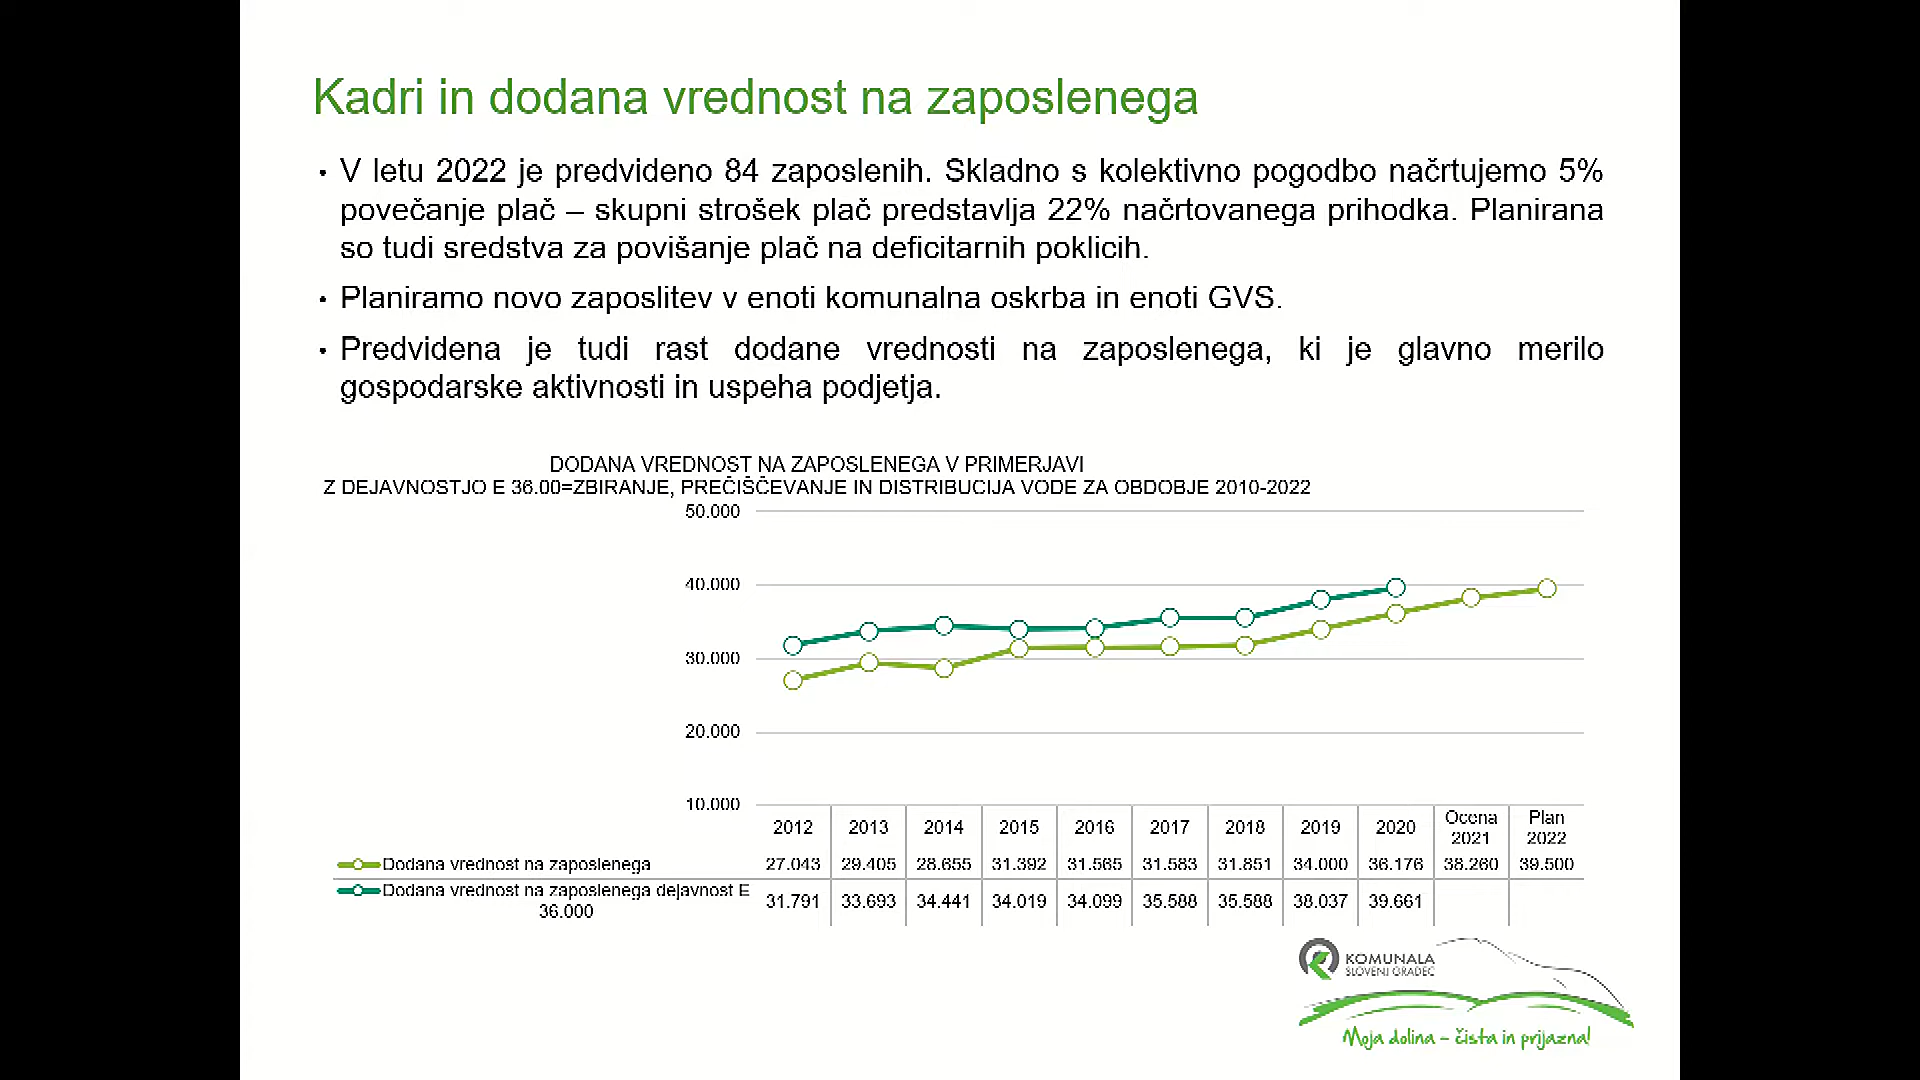 Kadri in dodana vrednost na zaposlenega
• V letu 2022 je predvideno 84 zaposlenih. Skladno s kolektivno pogodbo načrtujemo 5%
povečanje plač – skupni strošek plač predstavlja 22% načrtovanega prihodka. Planirana
so tudi sredstva za povišanje plač na deficitarnih poklicih.
• Planiramo novo zaposlitev v enoti komunalna oskrba in enoti GVS.
• Predvidena je tudi rast dodane vrednosti na zaposlenega, ki je glavno merilo
gospodarske aktivnosti in uspeha podjetja.
DODANA VREDNOST NA ZAPOSLENEGA V PRIMERJAVI
Z DEJAVNOSTJO E 36.00=ZBIRANJE, PREČIŠČEVANJE IN DISTRIBUCIJA VODE ZA OBDOBJE 2010-2022
50.000
40.000
30.000
20.000
10.000
2012 2013 2014 2015 2016 2017 2018 2019 2020 Ocena 2021 Plan 2022
Dodana vrednost na zaposlenega 27.043 29.405 28.655 31.392 31.565 31.583 31.851 34.000 36.176 38.260 39.500
Dodana vrednost na zaposlenega dejavnost E
36.000 31.791 33.693 34.441 34.019 34.099 35.588 35.588 38.037 39.661
KOMUNALA
SLOVENJ GRADEC
Moja dolina – čista in prijazna!